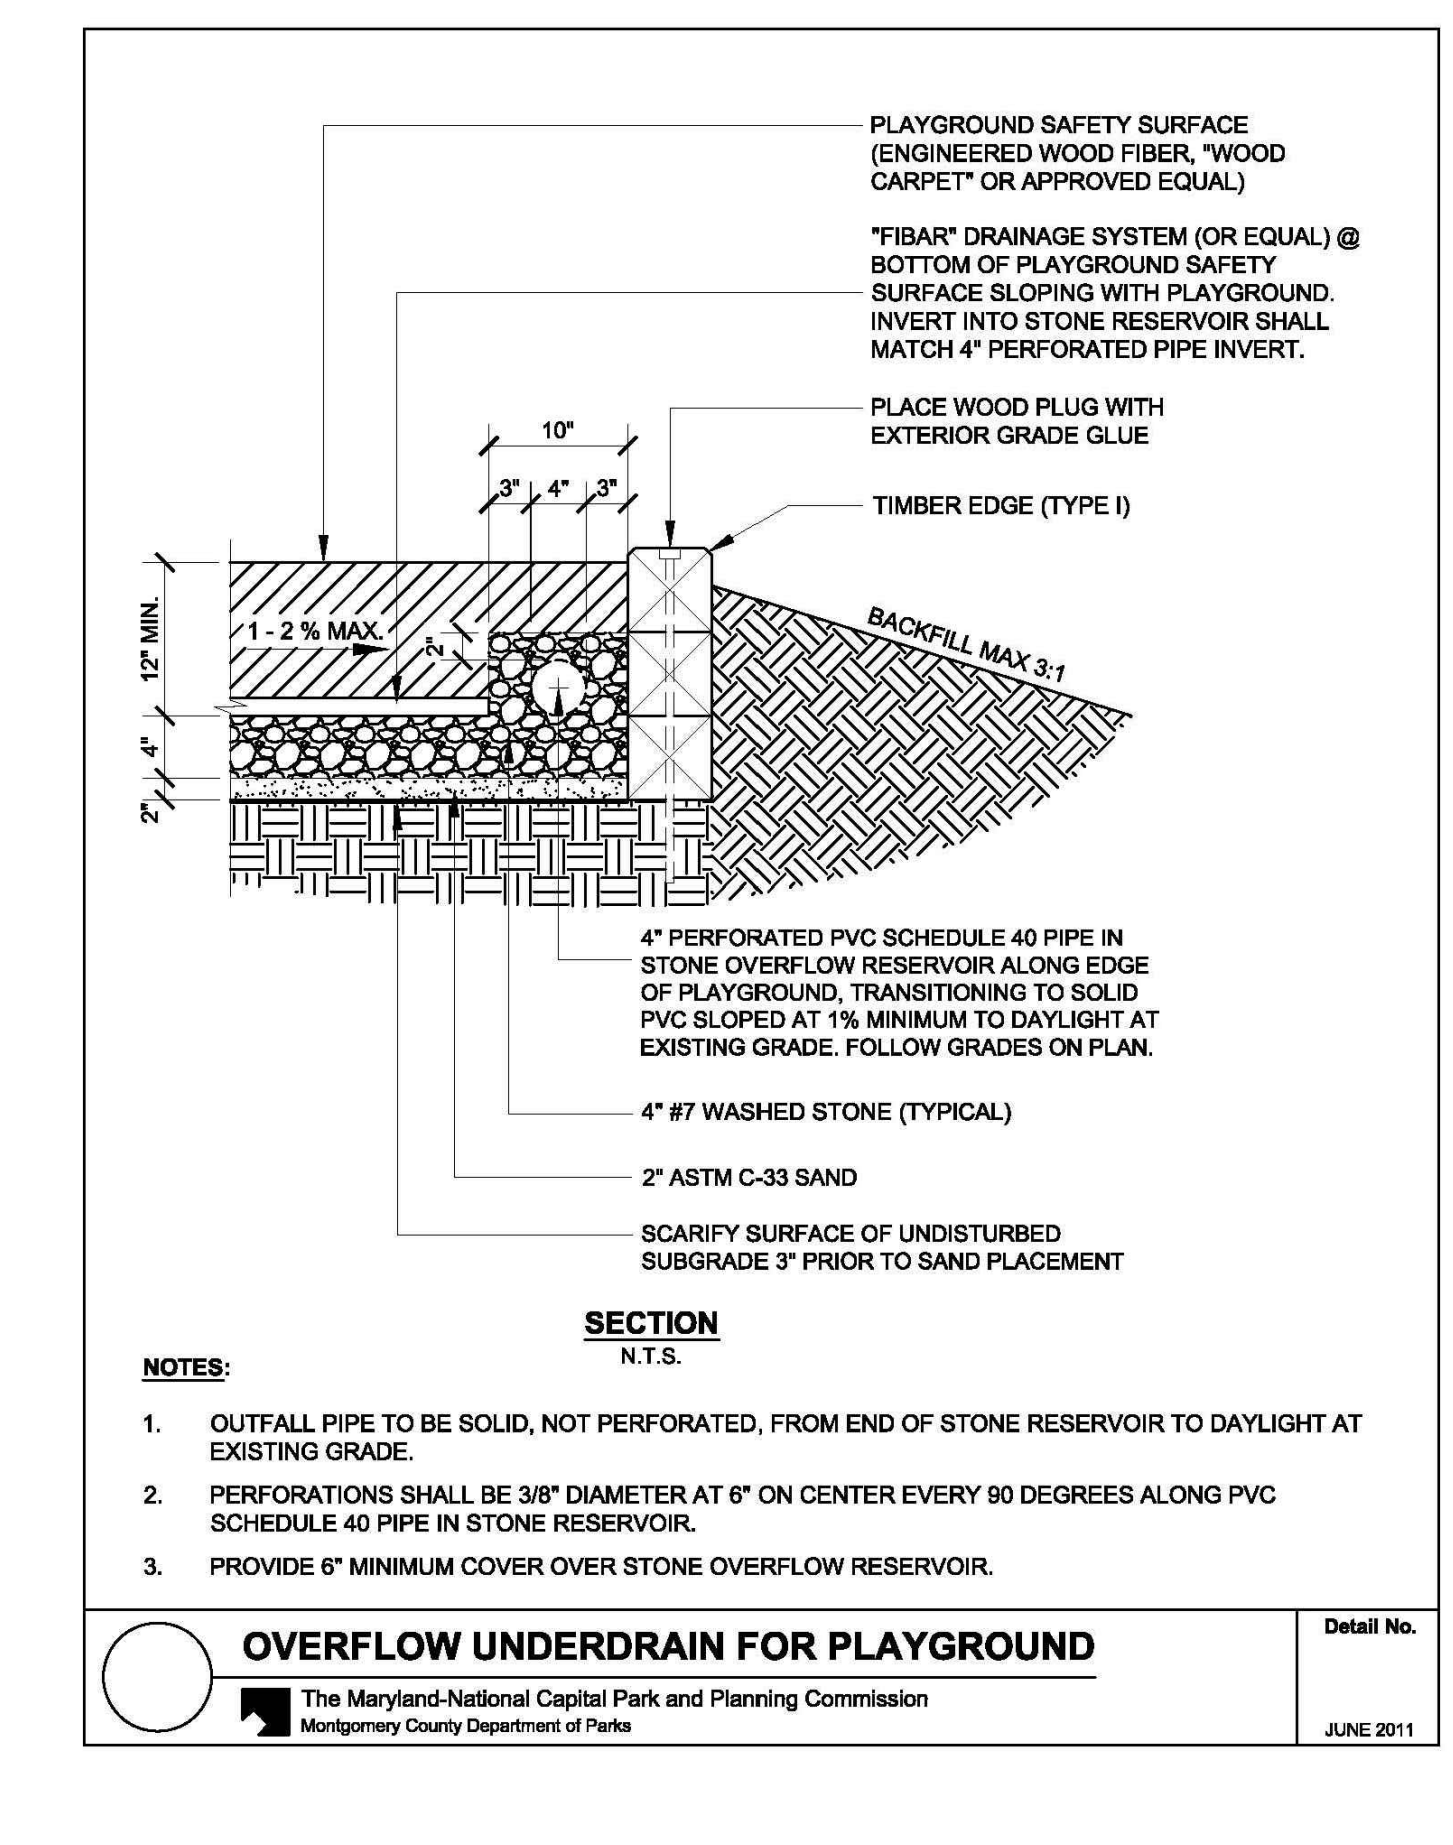 PLAYGROUND SAFETY SURFACE
(ENGINEERED WOOD FIBER, "WOOD
CARPET" OR APPROVED EQUAL)
"FIBAR" DRAINAGE SYSTEM (OR EQUAL) @
BOTTOM OF PLAYGROUND SAFETY
SURFACE SLOPING WITH PLAYGROUND.
INVERT INTO STONE RESERVOIR SHALL
MATCH 4" PERFORATED PIPE INVERT.
PLACE WOOD PLUG WITH
EXTERIOR GRADE GLUE
10"
3" 4" 3"
TIMBER EDGE (TYPE I)
12" MIN.
1 - 2 % MAX.
2"
BACKFILL MAX 3:1
4"
2"
4" PERFORATED PVC SCHEDULE 40 PIPE IN
STONE OVERFLOW RESERVOIR ALONG EDGE
OF PLAYGROUND, TRANSITIONING TO SOLID
PVC SLOPED AT 1% MINIMUM TO DAYLIGHT AT
EXISTING GRADE. FOLLOW GRADES ON PLAN.
4" #7 WASHED STONE (TYPICAL)
2" ASTM C-33 SAND
SCARIFY SURFACE OF UNDISTURBED
SUBGRADE 3" PRIOR TO SAND PLACEMENT
SECTION
N.T.S.
NOTES:
1. OUTFALL PIPE TO BE SOLID, NOT PERFORATED, FROM END OF STONE RESERVOIR TO DAYLIGHT AT
EXISTING GRADE.
2. PERFORATIONS SHALL BE 3/8" DIAMETER AT 6" ON CENTER EVERY 90 DEGREES ALONG PVC
SCHEDULE 40 PIPE IN STONE RESERVOIR.
3. PROVIDE 6" MINIMUM COVER OVER STONE OVERFLOW RESERVOIR.
OVERFLOW UNDERDRAIN FOR PLAYGROUND
The Maryland-National Capital Park and Planning Commission
Montgomery County Department of Parks
Detail No.
JUNE 2011